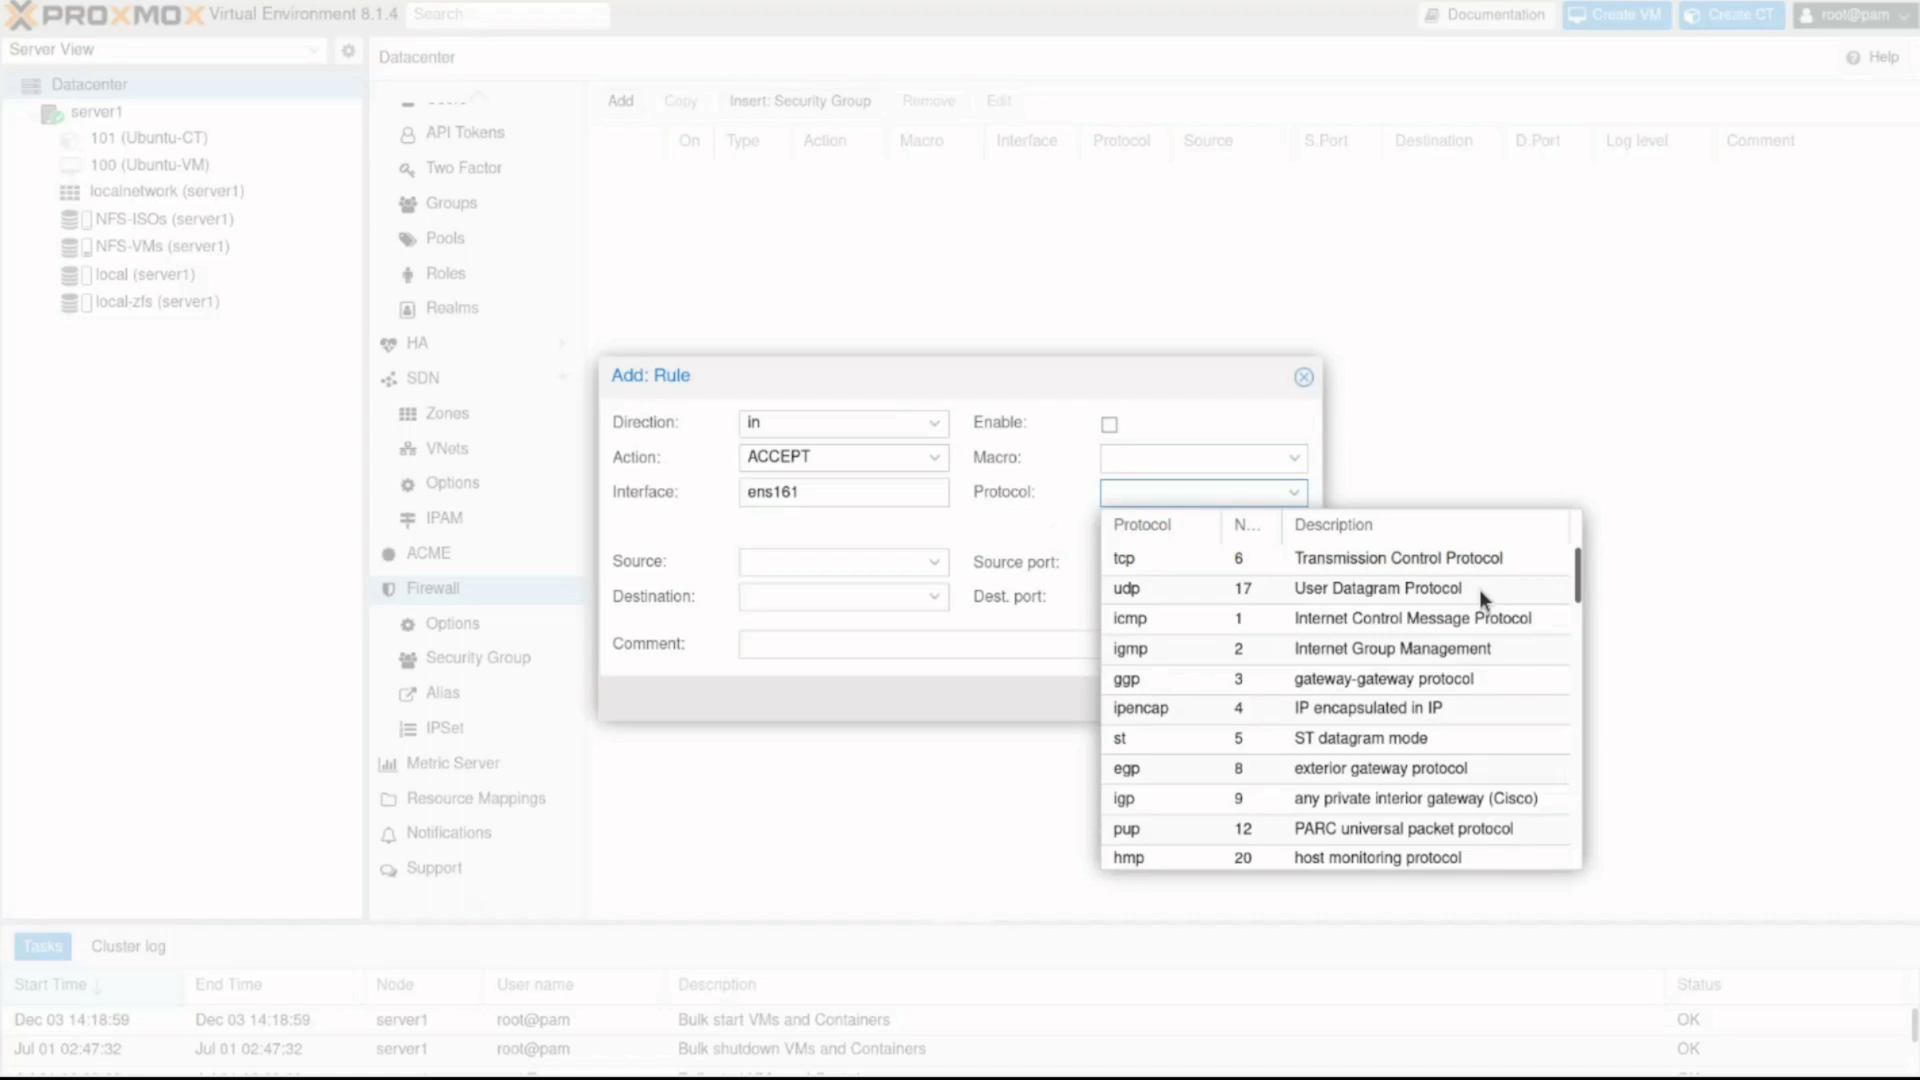 PROXMOX Virtual Environment 8.1.4 Search Documentation Create VM Create CT root@pam
Server View Datacenter Help
Datacenter
server1
101 (Ubuntu-CT)
100 (Ubuntu-VM)
localnetwork (server1)
NFS-ISOs (server1)
NFS-VMs (server1)
local (server1)
local-zfs (server1)
API Tokens
Two Factor
Groups
Pools
Roles
Realms
HA
SDN
Zones
VNets
Options
IPAM
ACME
Firewall
Options
Security Group
Alias
IPSet
Metric Server
Resource Mappings
Notifications
Support
Add Copy Insert: Security Group Remove Edit
On Type Action Macro Interface Protocol Source S.Port Destination D.Port Log level Comment
Add: Rule
Direction: in Enable:
Action: ACCEPT Macro:
Interface: ens161 Protocol:
Source: Source port:
Destination: Dest. port:
Comment:
Protocol N... Description
tcp 6 Transmission Control Protocol
udp 17 User Datagram Protocol
icmp 1 Internet Control Message Protocol
igmp 2 Internet Group Management
ggp 3 gateway-gateway protocol
ipencap 4 IP encapsulated in IP
st 5 ST datagram mode
egp 8 exterior gateway protocol
igp 9 any private interior gateway (Cisco)
pup 12 PARC universal packet protocol
hmp 20 host monitoring protocol
Tasks Cluster log
Start Time End Time Node User name Description Status
Dec 03 14:18:59 Dec 03 14:18:59 server1 root@pam Bulk start VMs and Containers OK
Jul 01 02:47:32 Jul 01 02:47:32 server1 root@pam Bulk shutdown VMs and Containers OK